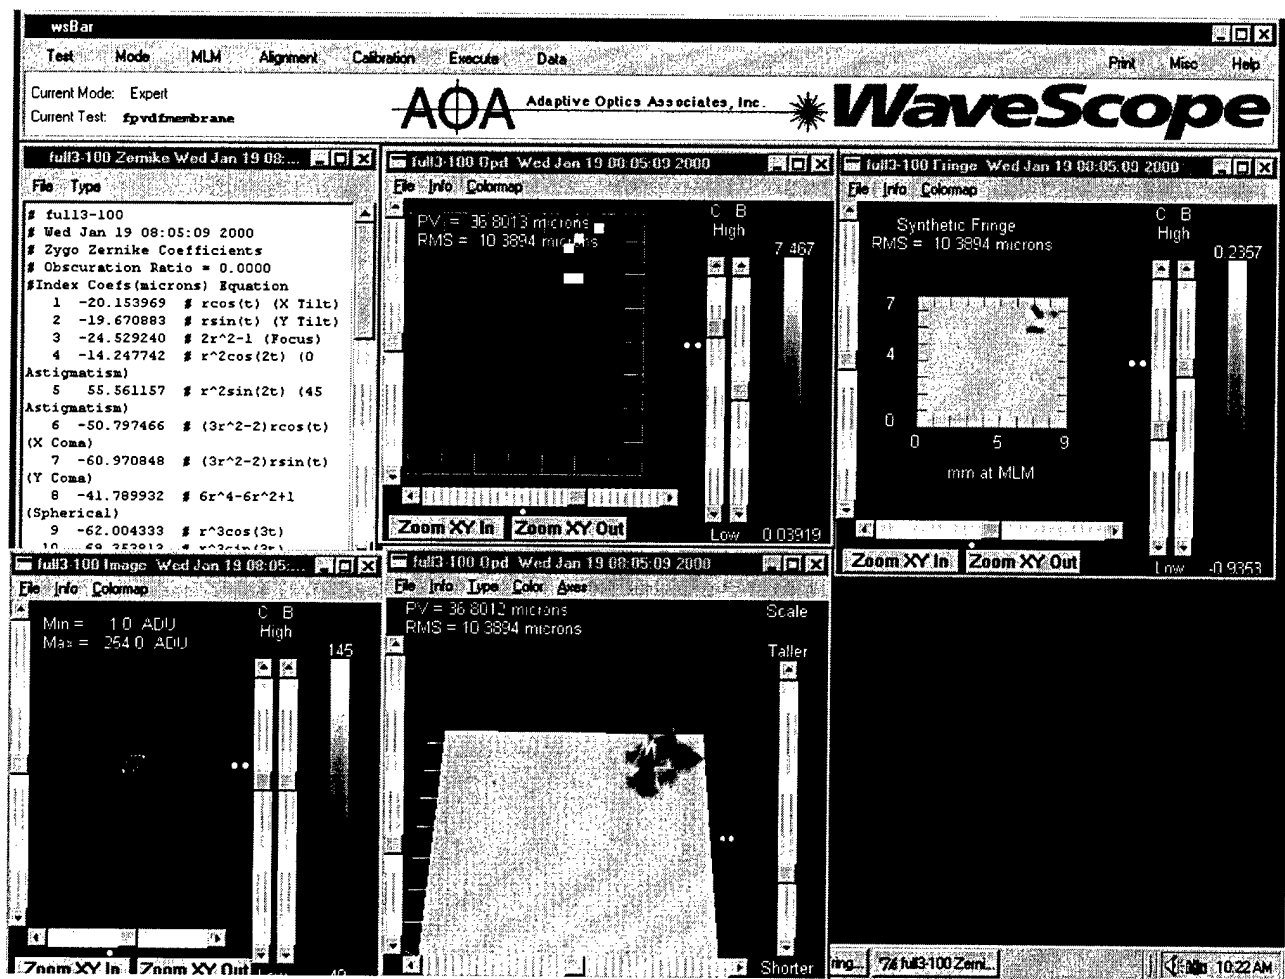 wsBar
Test Mode MLM Alignment Calibration Execute Data Print Misc Help
Current Mode: Expert
Current Test: fpvdfmembrane
AOA Adaptive Optics Associates, Inc. WaveScope
full3-100 Zernike Wed Jan 19 08:...
File Type
# full3-100
# Wed Jan 19 08:05:09 2000
# Zygo Zernike Coefficients
# Obscuration Ratio = 0.0000
#Index Coefs(microns) Equation
1 -20.153969 # rcos(t) (X Tilt)
2 -19.670883 # rsin(t) (Y Tilt)
3 -24.529240 # 2r^2-1 (Focus)
4 -14.247742 # r^2cos(2t) (0
Astigmatism)
5 55.561157 # r^2sin(2t) (45
Astigmatism)
6 -50.797466 # (3r^2-2)rcos(t)
(X Coma)
7 -60.970848 # (3r^2-2)rsin(t)
(Y Coma)
8 -41.789932 # 6r^4-6r^2+1
(Spherical)
9 -62.004333 # r^3cos(3t)
full3-100 Opd Wed Jan 19 08:05:09 2000
File Info Colormap
PV = 36.8013 microns
RMS = 10.3894 microns
C B
High
7.467
Zoom XY In Zoom XY Out
Low 0.03919
full3-100 Fringe Wed Jan 19 08:05:09 2000
File Info Colormap
Synthetic Fringe
RMS = 10.3894 microns
C B
High
0.2357
7
4
0
0 5 9
mm at MLM
Zoom XY In Zoom XY Out
Low -0.9353
full3-100 Image Wed Jan 19 08:05:...
File Info Colormap
Min = 1.0 ADU
Max = 254.0 ADU
C B
High
145
Zoom XY In Zoom XY Out
full3-100 Opd Wed Jan 19 08:05:09 2000
File Info Type Color Axes
PV = 36.8012 microns
RMS = 10.3894 microns
Scale
Taller
Shorter
ring... full3-100 Zerni...
10:22 AM